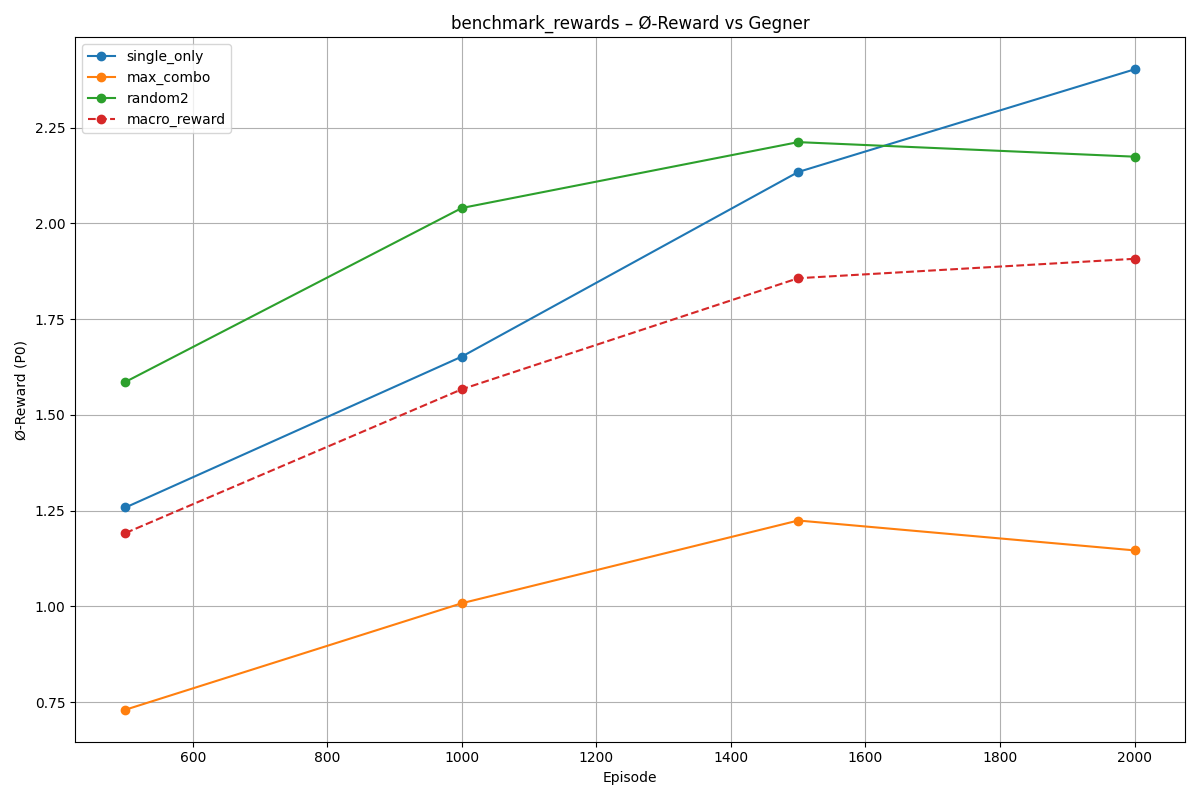 benchmark_rewards – Ø-Reward vs Gegner
single_only
max_combo
random2
macro_reward
Ø-Reward (P0)
2.25
2.00
1.75
1.50
1.25
1.00
0.75
600 800 1000 1200 1400 1600 1800 2000
Episode